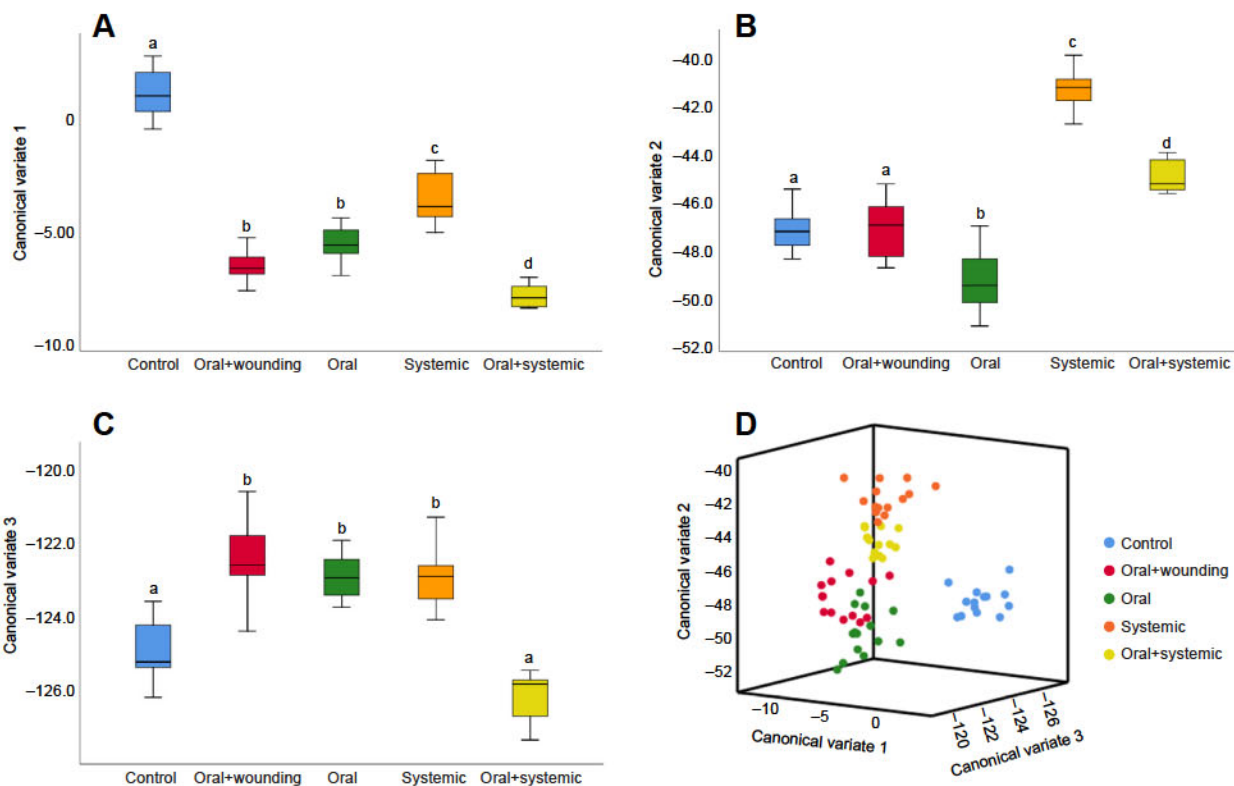 A
Canonical variate 1
0
–5.00
–10.0
a
b
b
c
d
Control
Oral+wounding
Oral
Systemic
Oral+systemic
B
Canonical variate 2
–40.0
–42.0
–44.0
–46.0
–48.0
–50.0
–52.0
a
a
b
c
d
Control
Oral+wounding
Oral
Systemic
Oral+systemic
C
Canonical variate 3
–120.0
–122.0
–124.0
–126.0
a
b
b
b
a
Control
Oral+wounding
Oral
Systemic
Oral+systemic
D
Canonical variate 2
–40
–42
–44
–46
–48
–50
–52
–10
–5
0
Canonical variate 1
–120
–122
–124
–126
Canonical variate 3
Control
Oral+wounding
Oral
Systemic
Oral+systemic